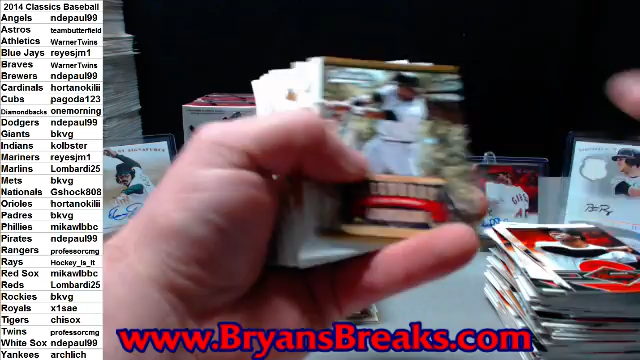 2014 Classics Baseball
Angels ndepaul99
Astros teambutterfield
Athletics WarnerTwins
Blue Jays reyesjm1
Braves WarnerTwins
Brewers ndepaul99
Cardinals hortanokilii
Cubs pagoda123
Diamondbacks onemorning
Dodgers ndepaul99
Giants bkvg
Indians kolbster
Mariners reyesjm1
Marlins Lombardi25
Mets bkvg
Nationals Gshock808
Orioles hortanokilii
Padres bkvg
Phillies mikawlbbc
Pirates ndepaul99
Rangers professorcmg
Rays Hockey_Is_It
Red Sox mikawlbbc
Reds Lombardi25
Rockies bkvg
Royals x1sae
Tigers chisox
Twins professorcmg
White Sox ndepaul99
Yankees archlich
www.BryansBreaks.com